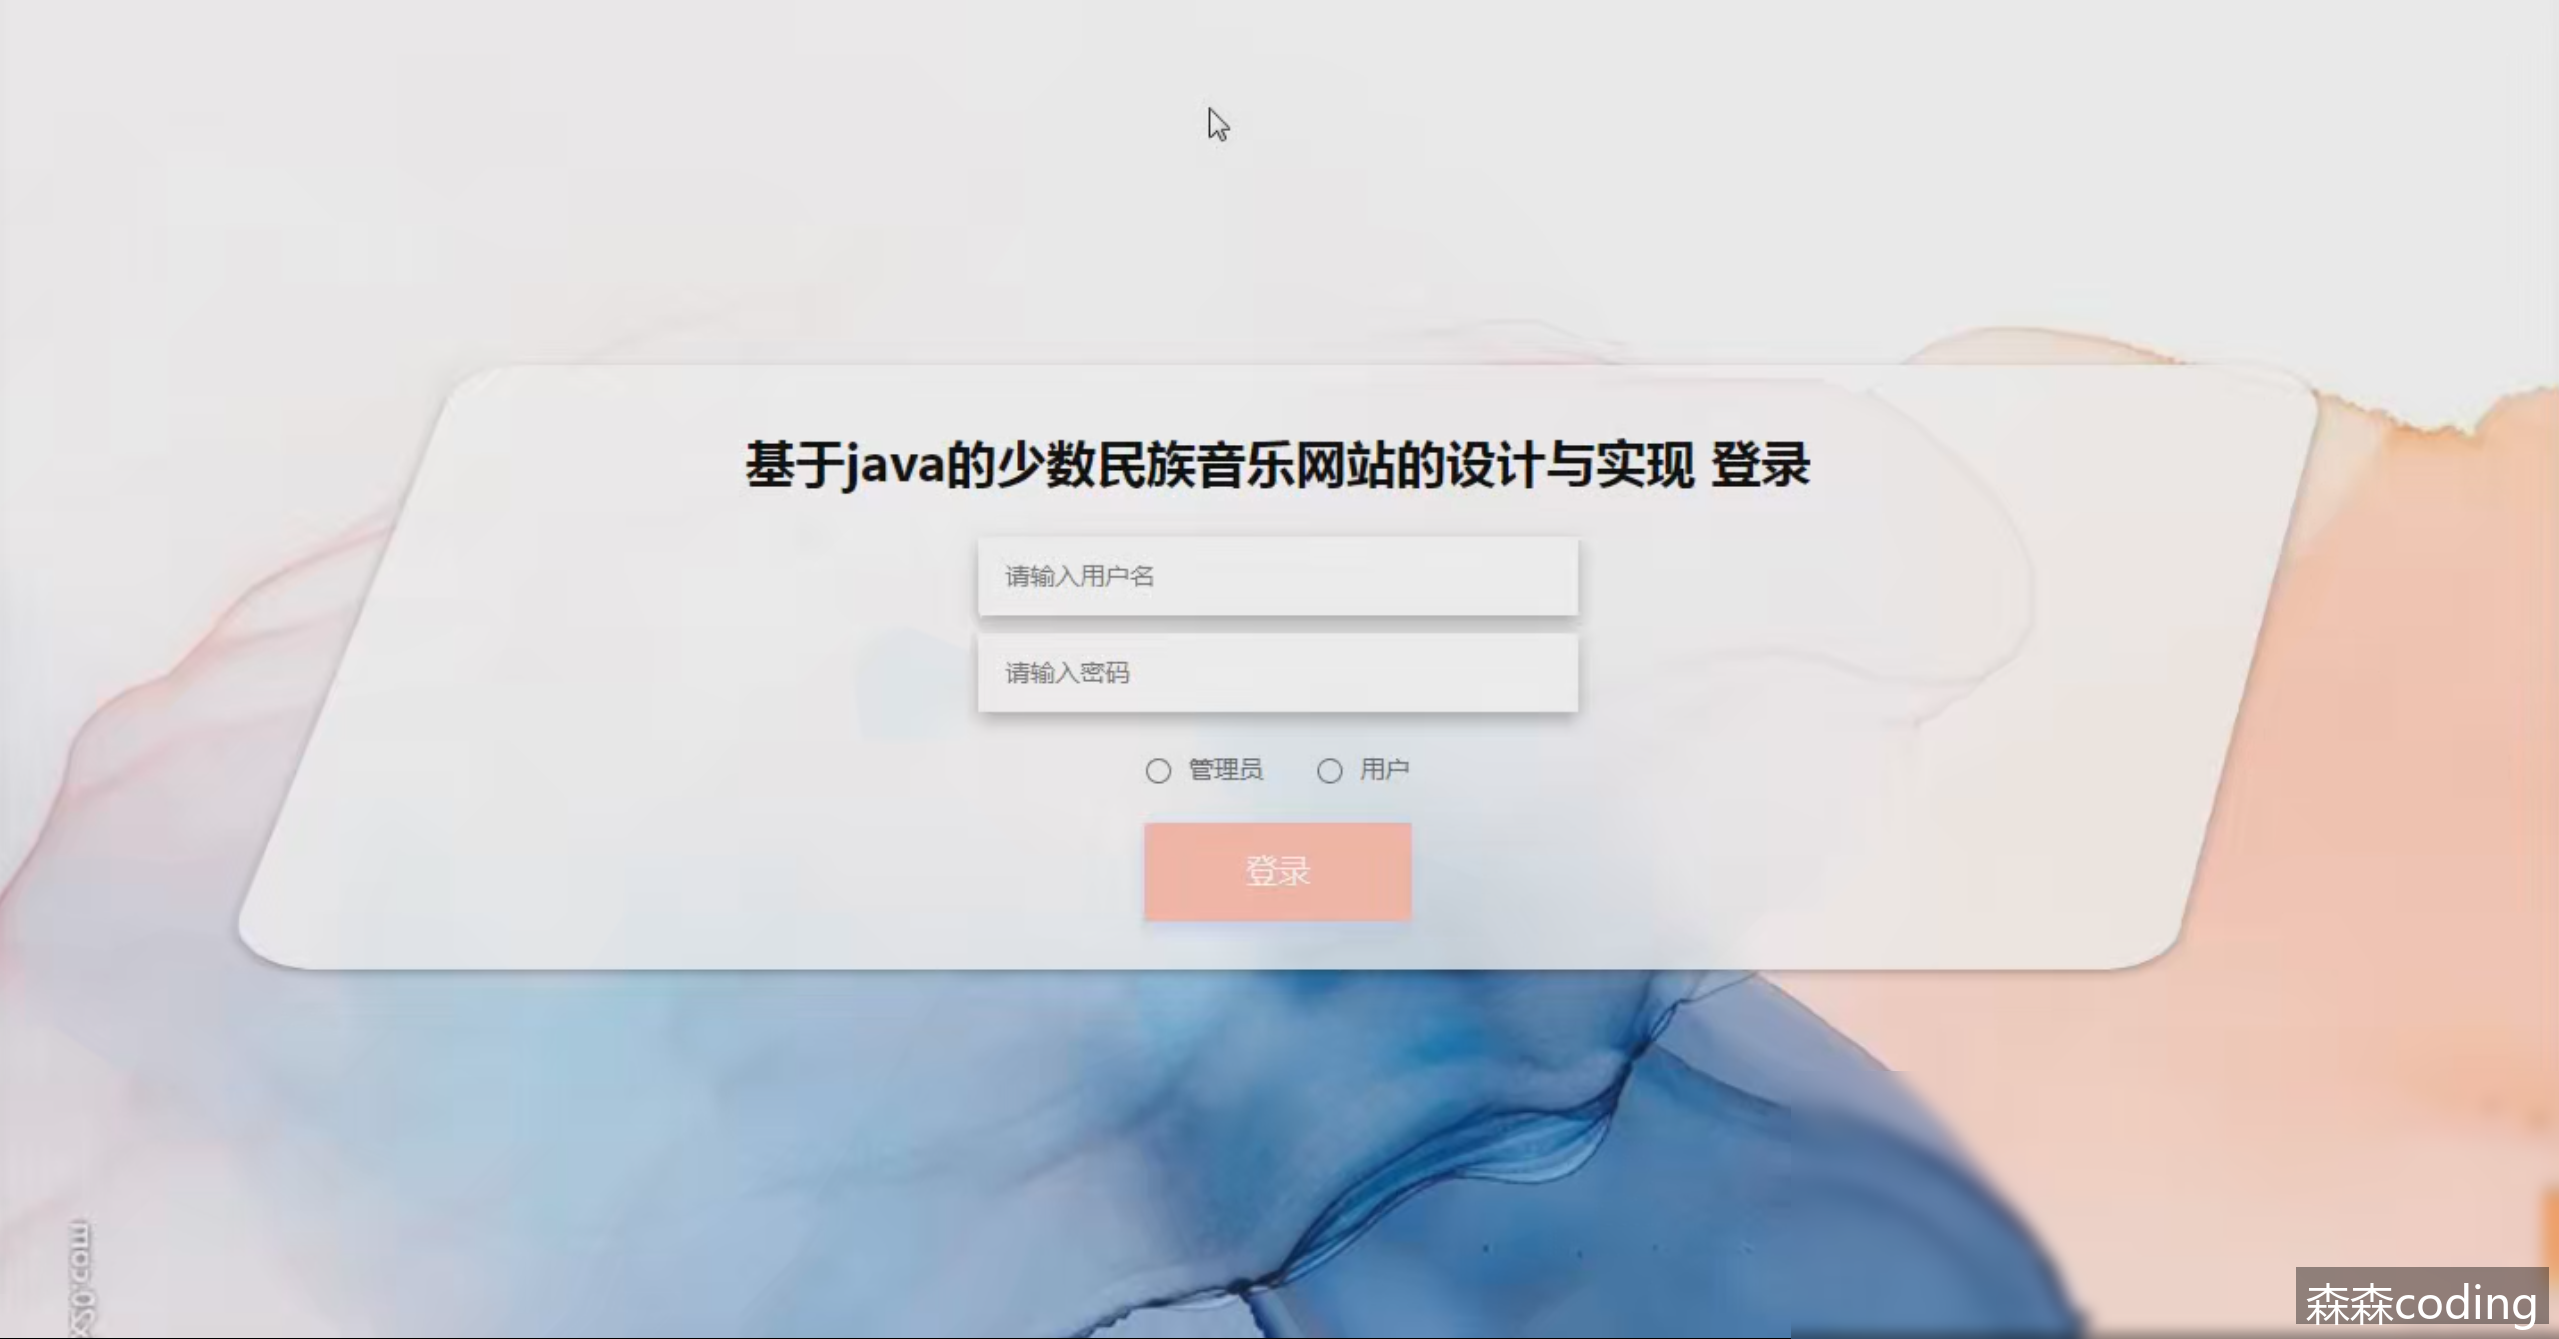 基于java的少数民族音乐网站的设计与实现 登录
请输入用户名
请输入密码
管理员 用户
登录
森森coding